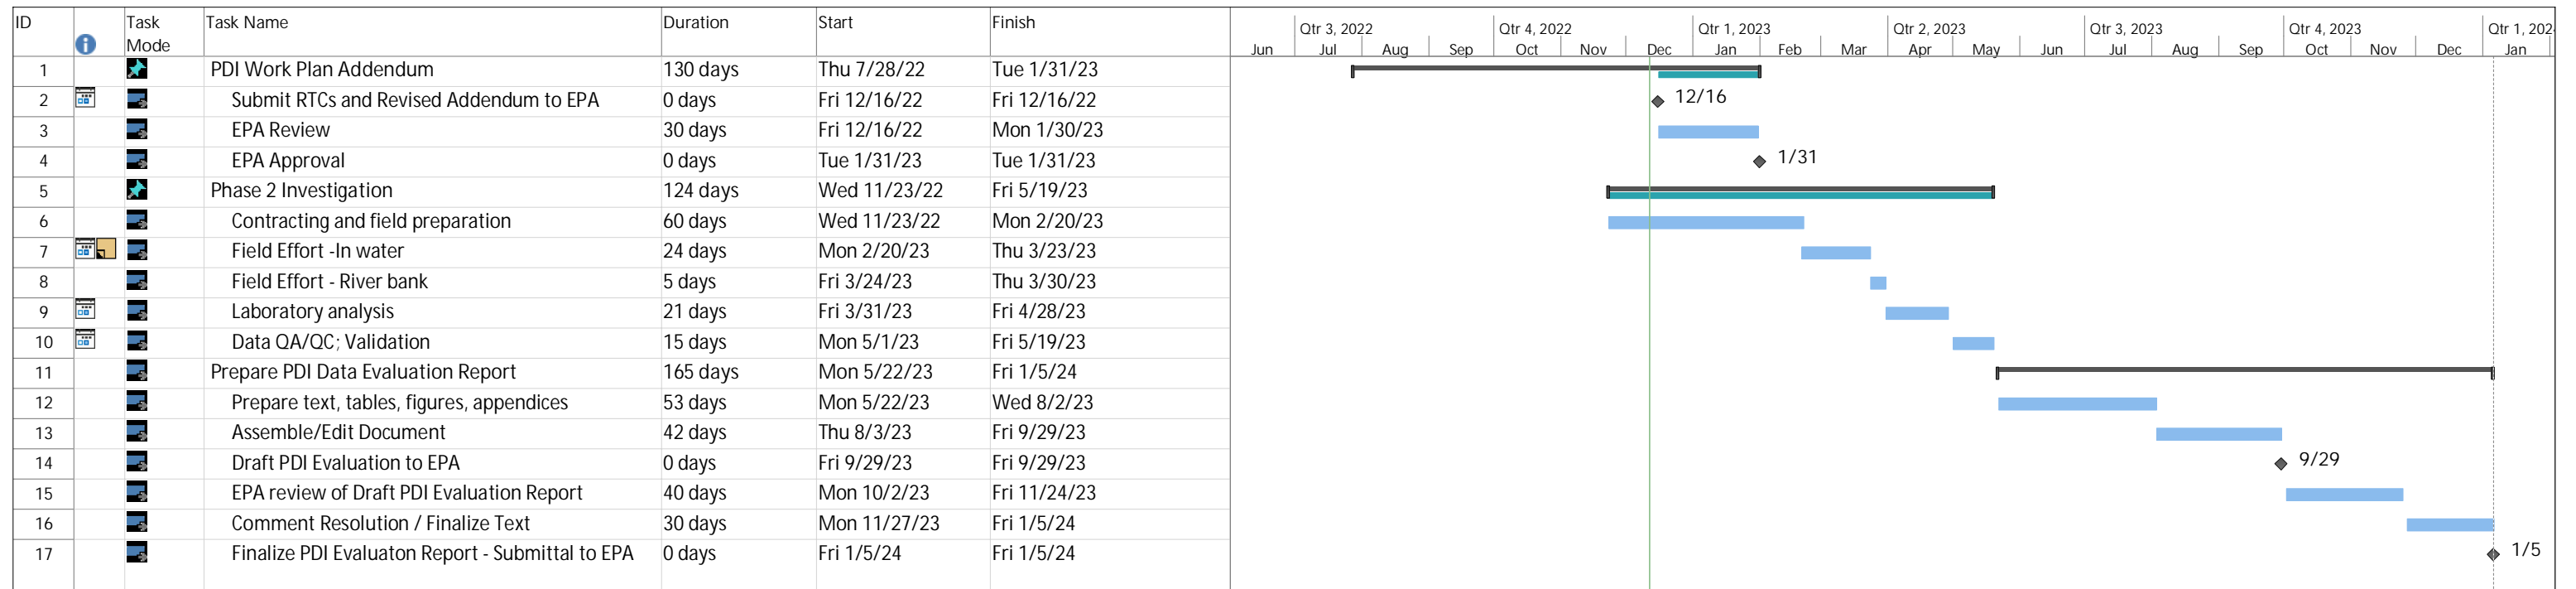 ID Task Mode Task Name Duration Start Finish
Qtr 3, 2022 Qtr 4, 2022 Qtr 1, 2023 Qtr 2, 2023 Qtr 3, 2023 Qtr 4, 2023 Qtr 1, 202
Jun Jul Aug Sep Oct Nov Dec Jan Feb Mar Apr May Jun Jul Aug Sep Oct Nov Dec Jan
1 PDI Work Plan Addendum 130 days Thu 7/28/22 Tue 1/31/23
2 Submit RTCs and Revised Addendum to EPA 0 days Fri 12/16/22 Fri 12/16/22 12/16
3 EPA Review 30 days Fri 12/16/22 Mon 1/30/23
4 EPA Approval 0 days Tue 1/31/23 Tue 1/31/23 1/31
5 Phase 2 Investigation 124 days Wed 11/23/22 Fri 5/19/23
6 Contracting and field preparation 60 days Wed 11/23/22 Mon 2/20/23
7 Field Effort -In water 24 days Mon 2/20/23 Thu 3/23/23
8 Field Effort - River bank 5 days Fri 3/24/23 Thu 3/30/23
9 Laboratory analysis 21 days Fri 3/31/23 Fri 4/28/23
10 Data QA/QC; Validation 15 days Mon 5/1/23 Fri 5/19/23
11 Prepare PDI Data Evaluation Report 165 days Mon 5/22/23 Fri 1/5/24
12 Prepare text, tables, figures, appendices 53 days Mon 5/22/23 Wed 8/2/23
13 Assemble/Edit Document 42 days Thu 8/3/23 Fri 9/29/23
14 Draft PDI Evaluation to EPA 0 days Fri 9/29/23 Fri 9/29/23 9/29
15 EPA review of Draft PDI Evaluation Report 40 days Mon 10/2/23 Fri 11/24/23
16 Comment Resolution / Finalize Text 30 days Mon 11/27/23 Fri 1/5/24
17 Finalize PDI Evaluaton Report - Submittal to EPA 0 days Fri 1/5/24 Fri 1/5/24 1/5